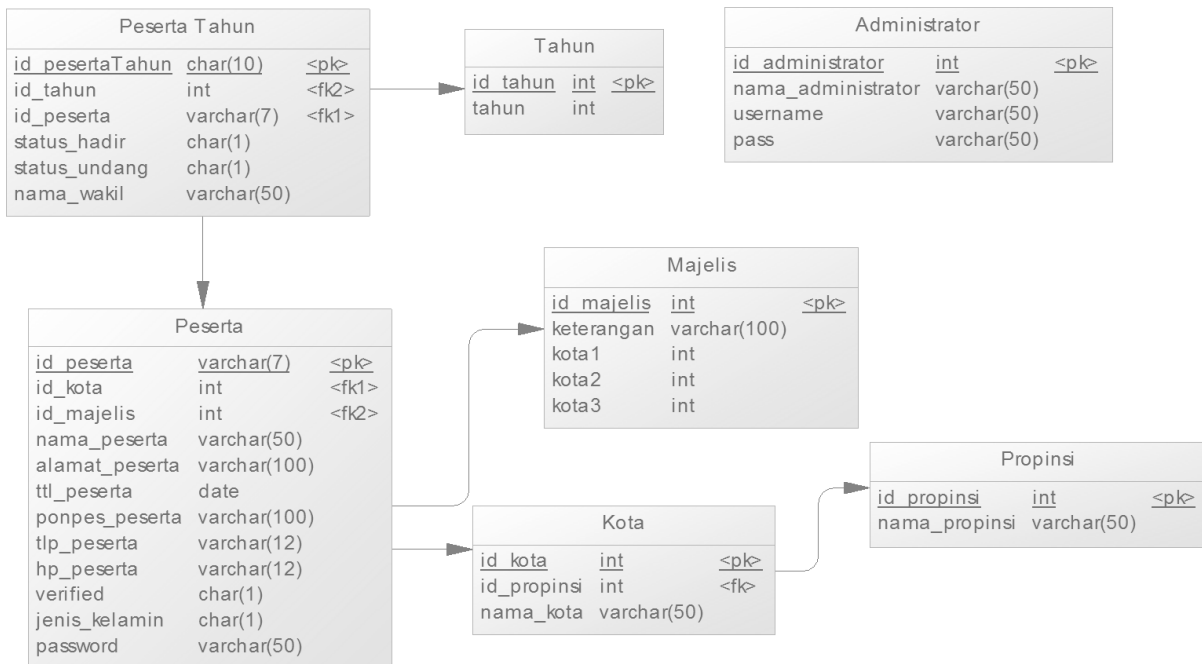 Peserta Tahun
id_pesertaTahun char(10) <pk>
id_tahun int <fk2>
id_peserta varchar(7) <fk1>
status_hadir char(1)
status_undang char(1)
nama_wakil varchar(50)
Tahun
id_tahun int <pk>
tahun int
Administrator
id_administrator int <pk>
nama_administrator varchar(50)
username varchar(50)
pass varchar(50)
Peserta
id_peserta varchar(7) <pk>
id_kota int <fk1>
id_majelis int <fk2>
nama_peserta varchar(50)
alamat_peserta varchar(100)
ttl_peserta date
ponpes_peserta varchar(100)
tlp_peserta varchar(12)
hp_peserta varchar(12)
verified char(1)
jenis_kelamin char(1)
password varchar(50)
Majelis
id_majelis int <pk>
keterangan varchar(100)
kota1 int
kota2 int
kota3 int
Kota
id_kota int <pk>
id_propinsi int <fk>
nama_kota varchar(50)
Propinsi
id_propinsi int <pk>
nama_propinsi varchar(50)